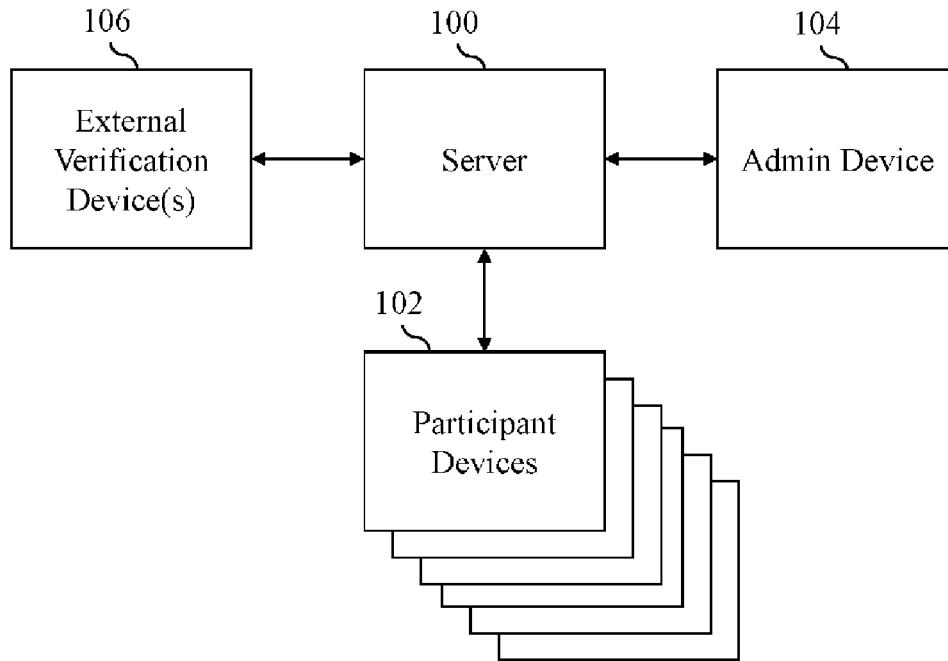 106
100
104
External
Verification
Device(s)
Server
Admin Device
102
Participant
Devices